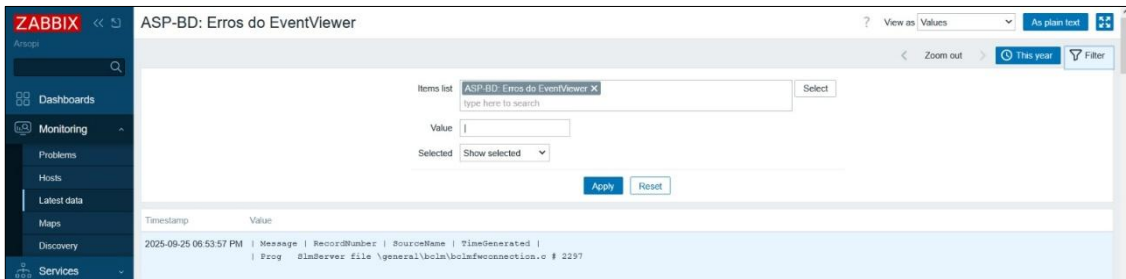 ZABBIX
Arsopi
Dashboards
Monitoring
Problems
Hosts
Latest data
Maps
Discovery
Services
ASP-BD: Erros do EventViewer
? View as Values As plain text
< Zoom out > This year Filter
Items list ASP-BD: Erros do EventViewer X Select
type here to search
Value |
Selected Show selected
Apply Reset
Timestamp Value
2025-09-25 06:53:57 PM | Message | RecordNumber | SourceName | TimeGenerated |
| Prog SlmServer file \general\bclm\bclmfwconnection.c # 2297